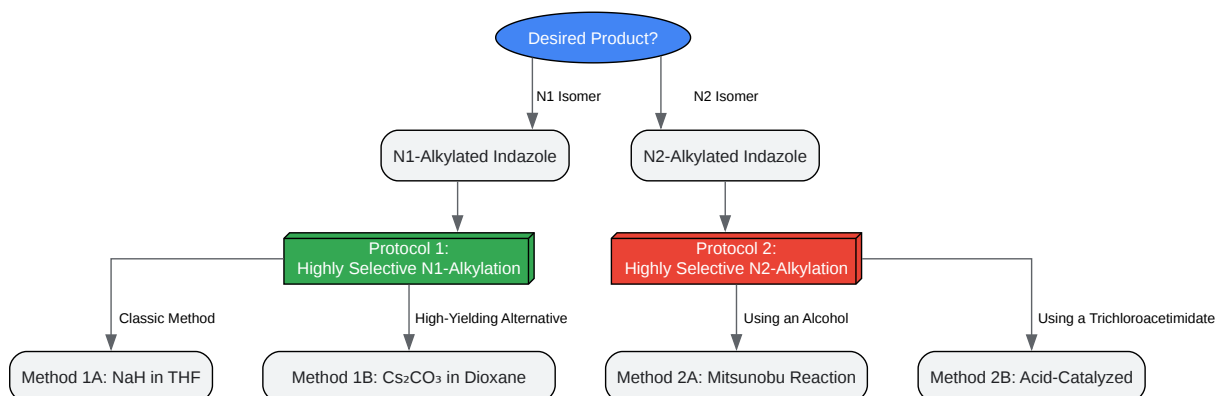 Desired Product?
N1 Isomer
N2 Isomer
N1-Alkylated Indazole
N2-Alkylated Indazole
Protocol 1:
Highly Selective N1-Alkylation
Protocol 2:
Highly Selective N2-Alkylation
Classic Method
High-Yielding Alternative
Using an Alcohol
Using a Trichloroacetimidate
Method 1A: NaH in THF
Method 1B: Cs₂CO₃ in Dioxane
Method 2A: Mitsunobu Reaction
Method 2B: Acid-Catalyzed